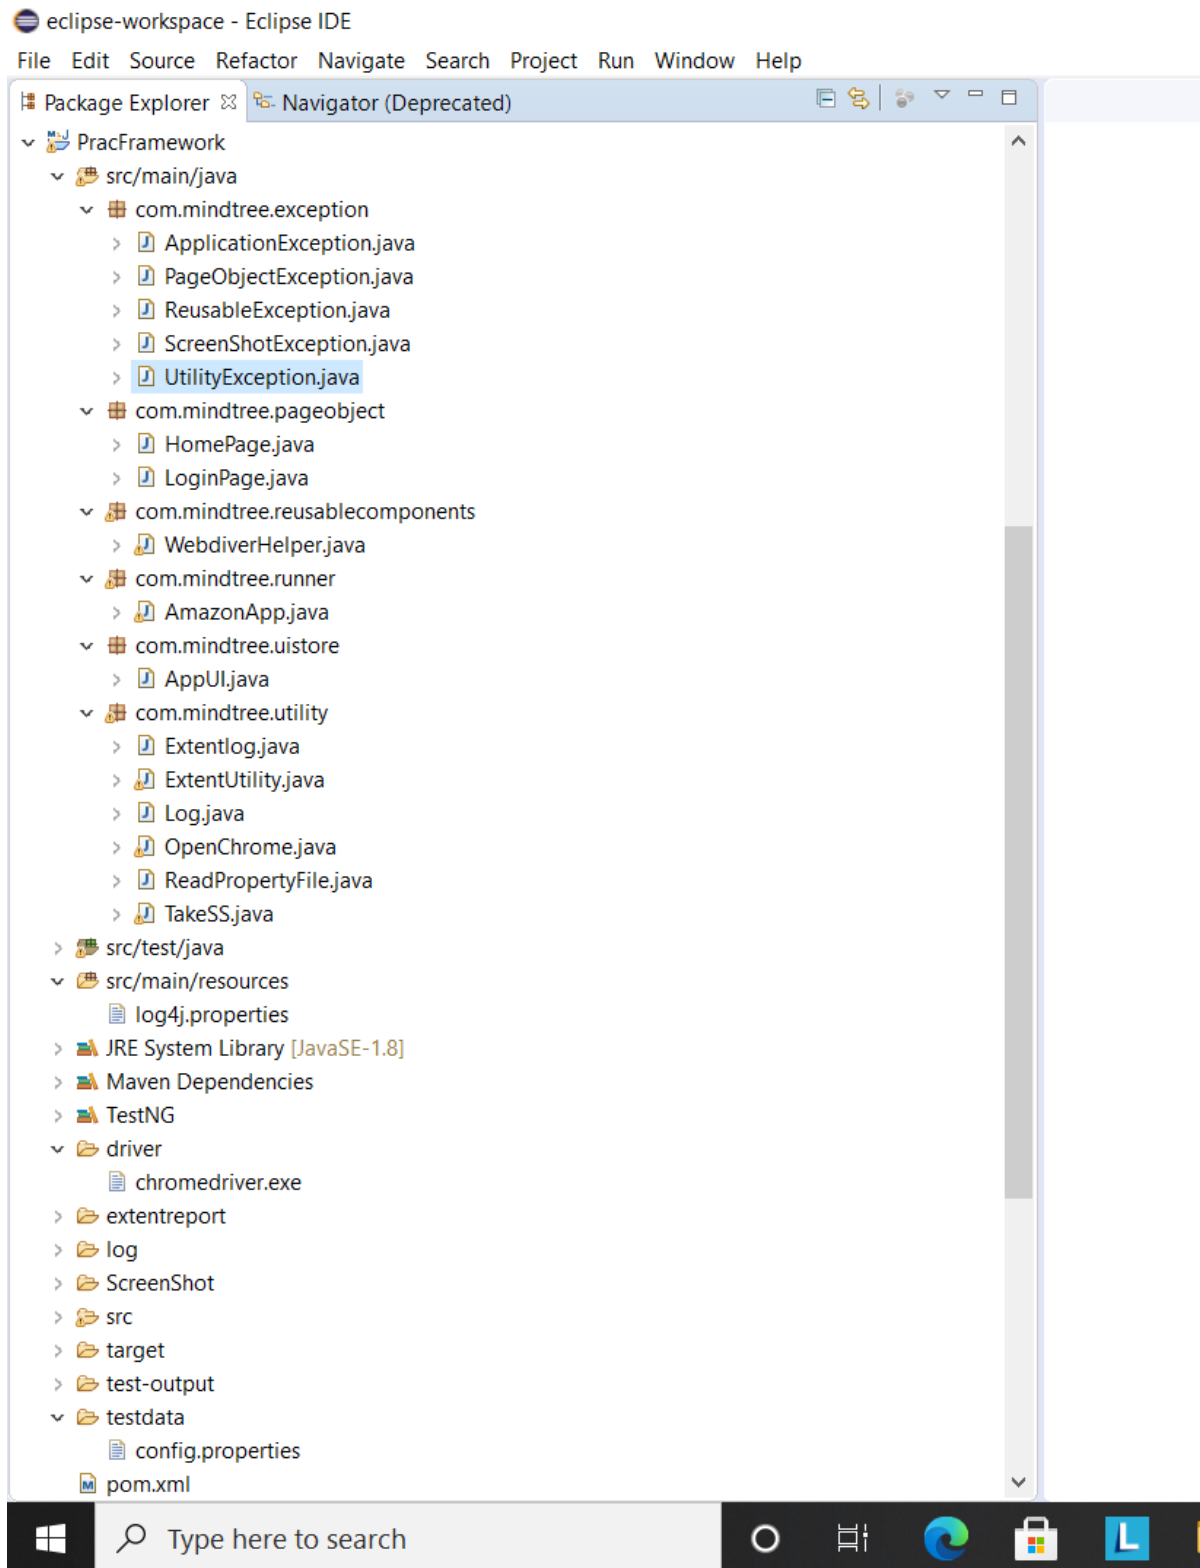 eclipse-workspace - Eclipse IDE
File Edit Source Refactor Navigate Search Project Run Window Help
Package Explorer Navigator (Deprecated)
PracFramework
src/main/java
com.mindtree.exception
ApplicationException.java
PageObjectException.java
ReusableException.java
ScreenShotException.java
UtilityException.java
com.mindtree.pageobject
HomePage.java
LoginPage.java
com.mindtree.reusablecomponents
WebdiverHelper.java
com.mindtree.runner
AmazonApp.java
com.mindtree.uistore
AppUI.java
com.mindtree.utility
Extentlog.java
ExtentUtility.java
Log.java
OpenChrome.java
ReadPropertyFile.java
TakeSS.java
src/test/java
src/main/resources
log4j.properties
JRE System Library [JavaSE-1.8]
Maven Dependencies
TestNG
driver
chromedriver.exe
extentreport
log
ScreenShot
src
target
test-output
testdata
config.properties
pom.xml
Type here to search
L